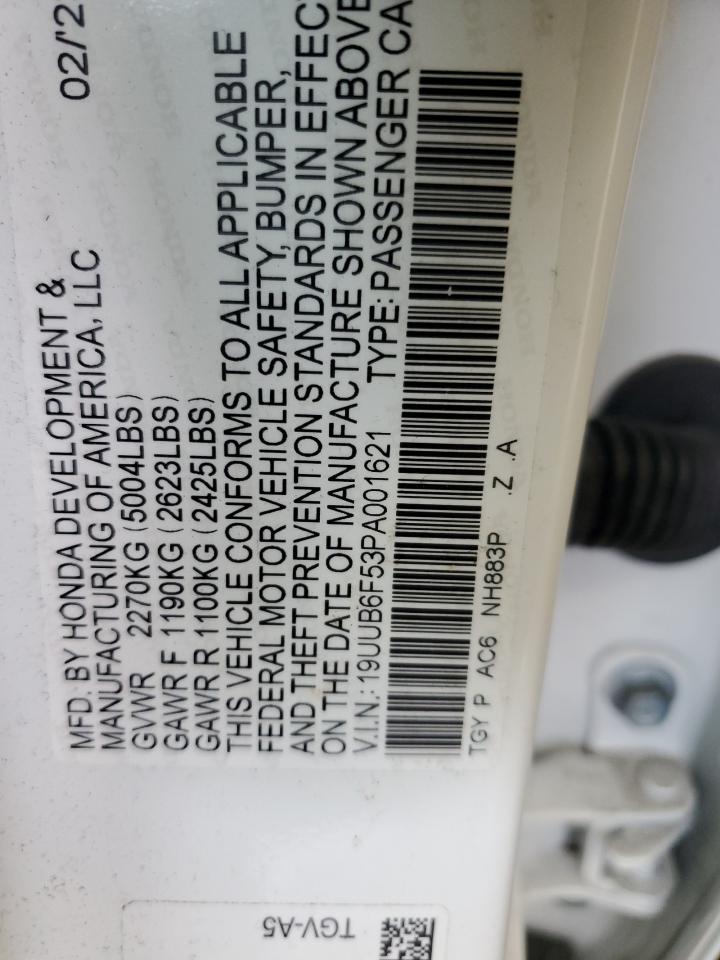 02/'2
MFD. BY HONDA DEVELOPMENT &
MANUFACTURING OF AMERICA, LLC
GVWR 2270KG (5004LBS)
GAWR F 1190KG (2623LBS)
GAWR R 1100KG (2425LBS)
THIS VEHICLE CONFORMS TO ALL APPLICABLE
FEDERAL MOTOR VEHICLE SAFETY, BUMPER,
AND THEFT PREVENTION STANDARDS IN EFFEC
ON THE DATE OF MANUFACTURE SHOWN ABOVE
V.I.N.: 19UUB6F53PA001621 TYPE: PASSENGER CA
TGY P AC6 NH883P .Z .A
TGV-A5